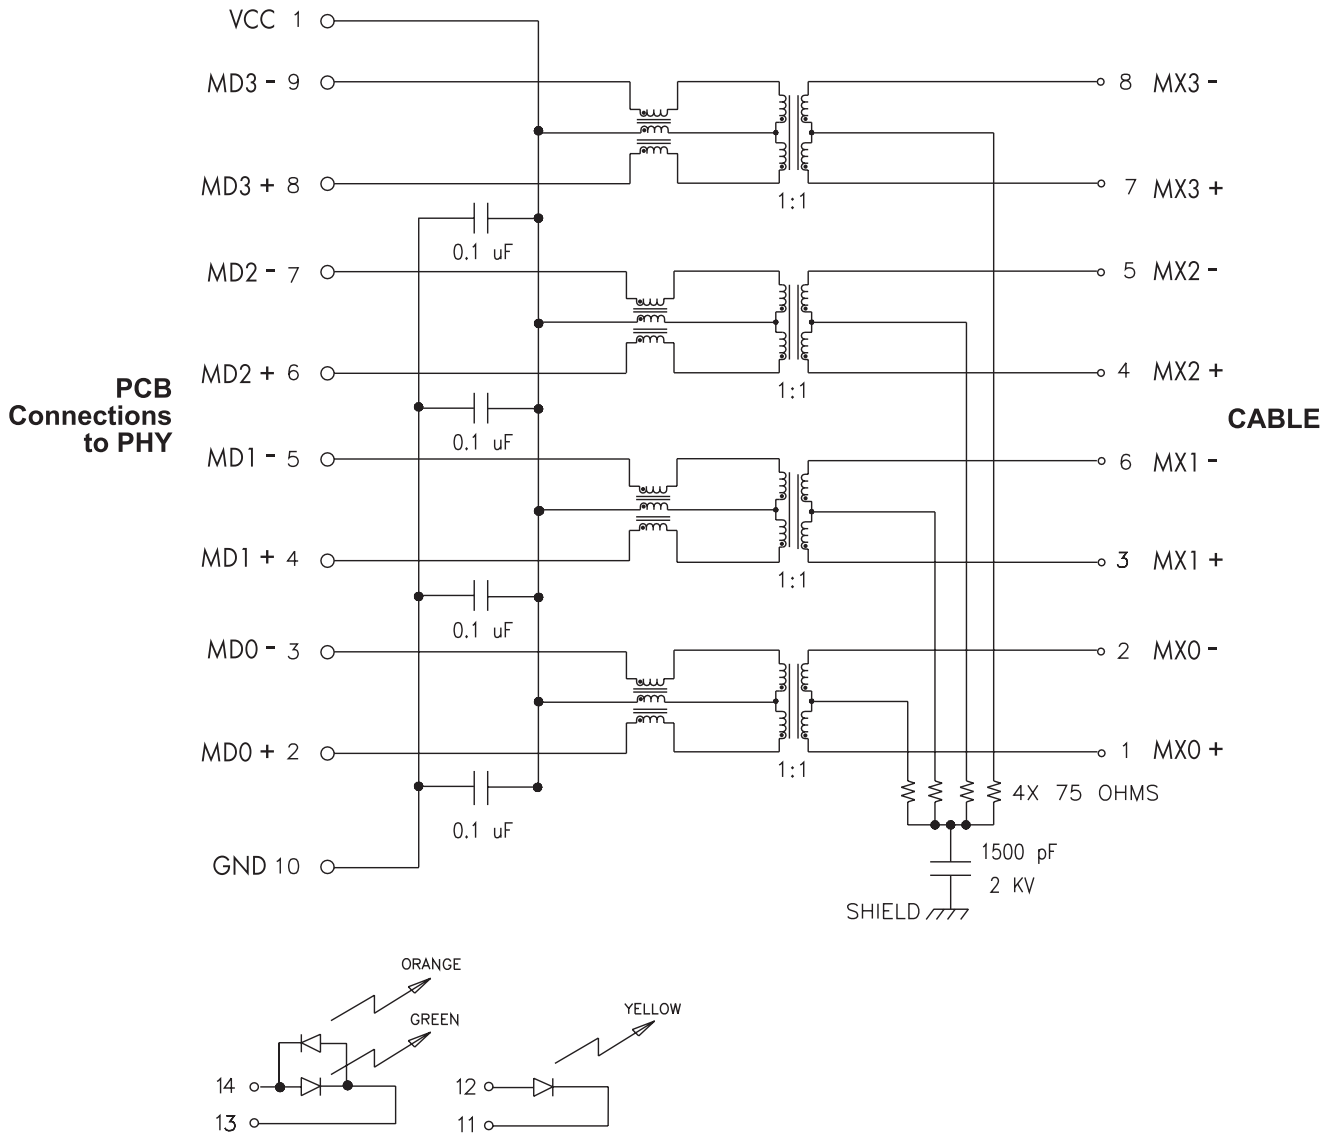 VCC 1
MD3 - 9
8 MX3 -
MD3 + 8
7 MX3 +
1:1
0.1 uF
MD2 - 7
5 MX2 -
MD2 + 6
4 MX2 +
1:1
PCB
Connections
to PHY
CABLE
0.1 uF
MD1 - 5
6 MX1 -
MD1 + 4
3 MX1 +
1:1
0.1 uF
MD0 - 3
2 MX0 -
MD0 + 2
1 MX0 +
1:1
4X 75 OHMS
0.1 uF
GND 10
1500 pF
2 KV
SHIELD
ORANGE
GREEN
YELLOW
14
13
12
11